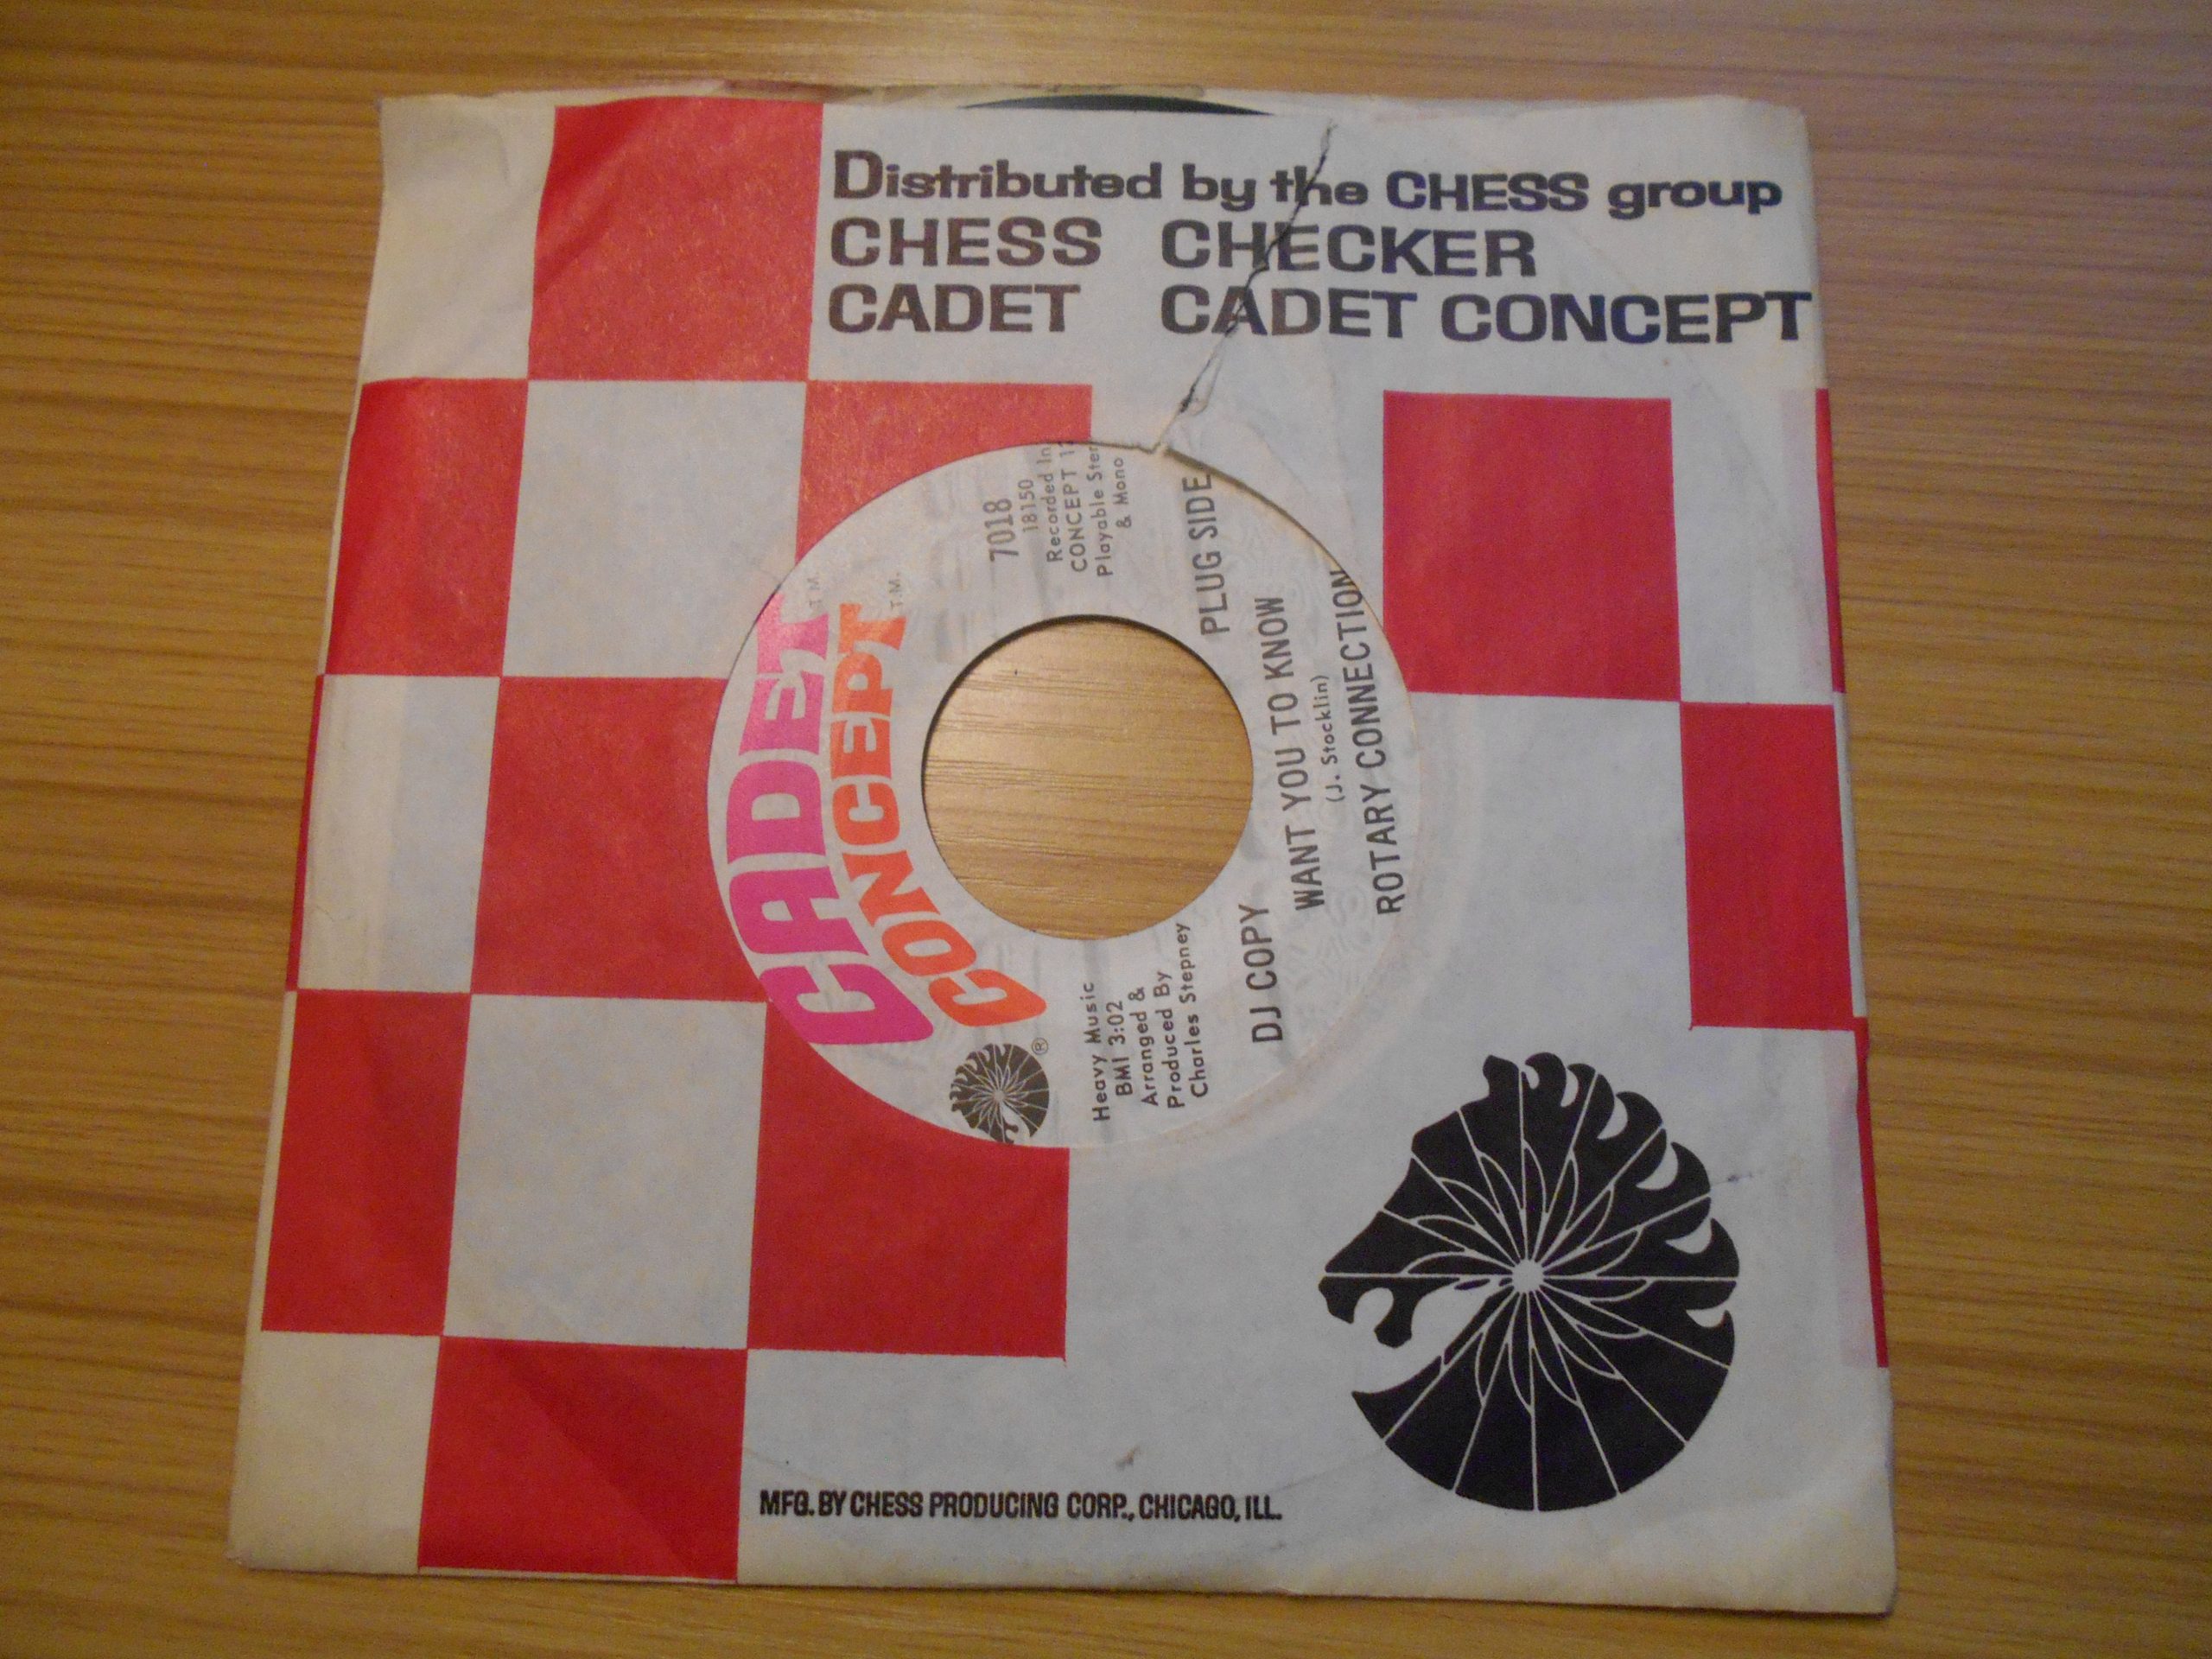 Distributed by the CHESS group
CHESS CHECKER
CADET CADET CONCEPT
CADET T.M.
CONCEPT T.M.
®
7018
18150
Recorded In
CONCEPT
Playable
& Mono
Heavy Music
BMI 3:02
Arranged &
Produced By
Charles Stepney
DJ COPY PLUG SIDE
WANT YOU TO KNOW
(J. Stocklin)
ROTARY CONNECTION
MFG. BY CHESS PRODUCING CORP., CHICAGO, ILL.